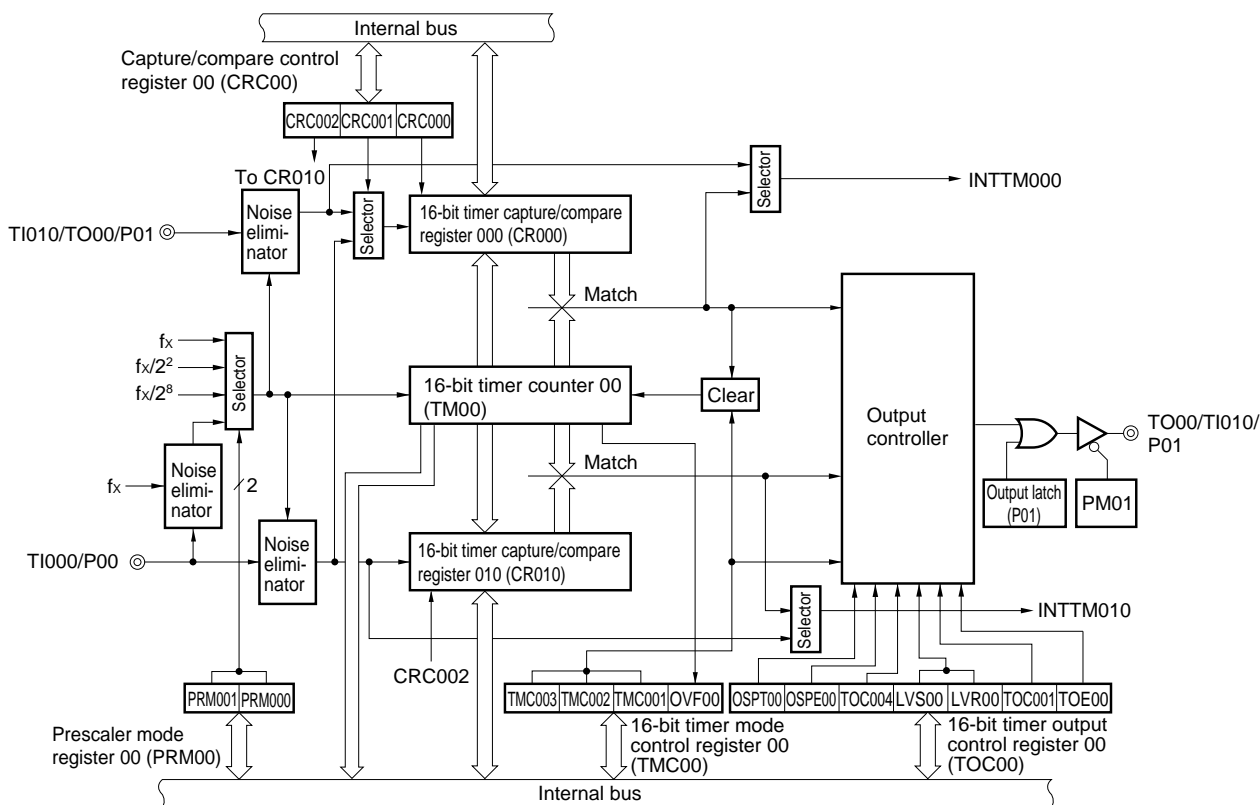 Internal bus
Capture/compare control
register 00 (CRC00)
CRC002 CRC001 CRC000
To CR010
Noise
elimi-
nator
Selector
16-bit timer capture/compare
register 000 (CR000)
Selector
INTTM000
TI010/TO00/P01
Match
fX
fX/2²
fX/2⁸
Selector
16-bit timer counter 00
(TM00)
Clear
Output
controller
TO00/TI010/
P01
Output latch
(P01)
PM01
Match
fX
Noise
elimi-
nator
2
TI000/P00
Noise
elimi-
nator
16-bit timer capture/compare
register 010 (CR010)
Selector
INTTM010
CRC002
PRM001 PRM000
TMC003 TMC002 TMC001 OVF00
OSPT00 OSPE00 TOC004 LVS00 LVR00 TOC001 TOE00
Prescaler mode
register 00 (PRM00)
16-bit timer mode
control register 00
(TMC00)
16-bit timer output
control register 00
(TOC00)
Internal bus